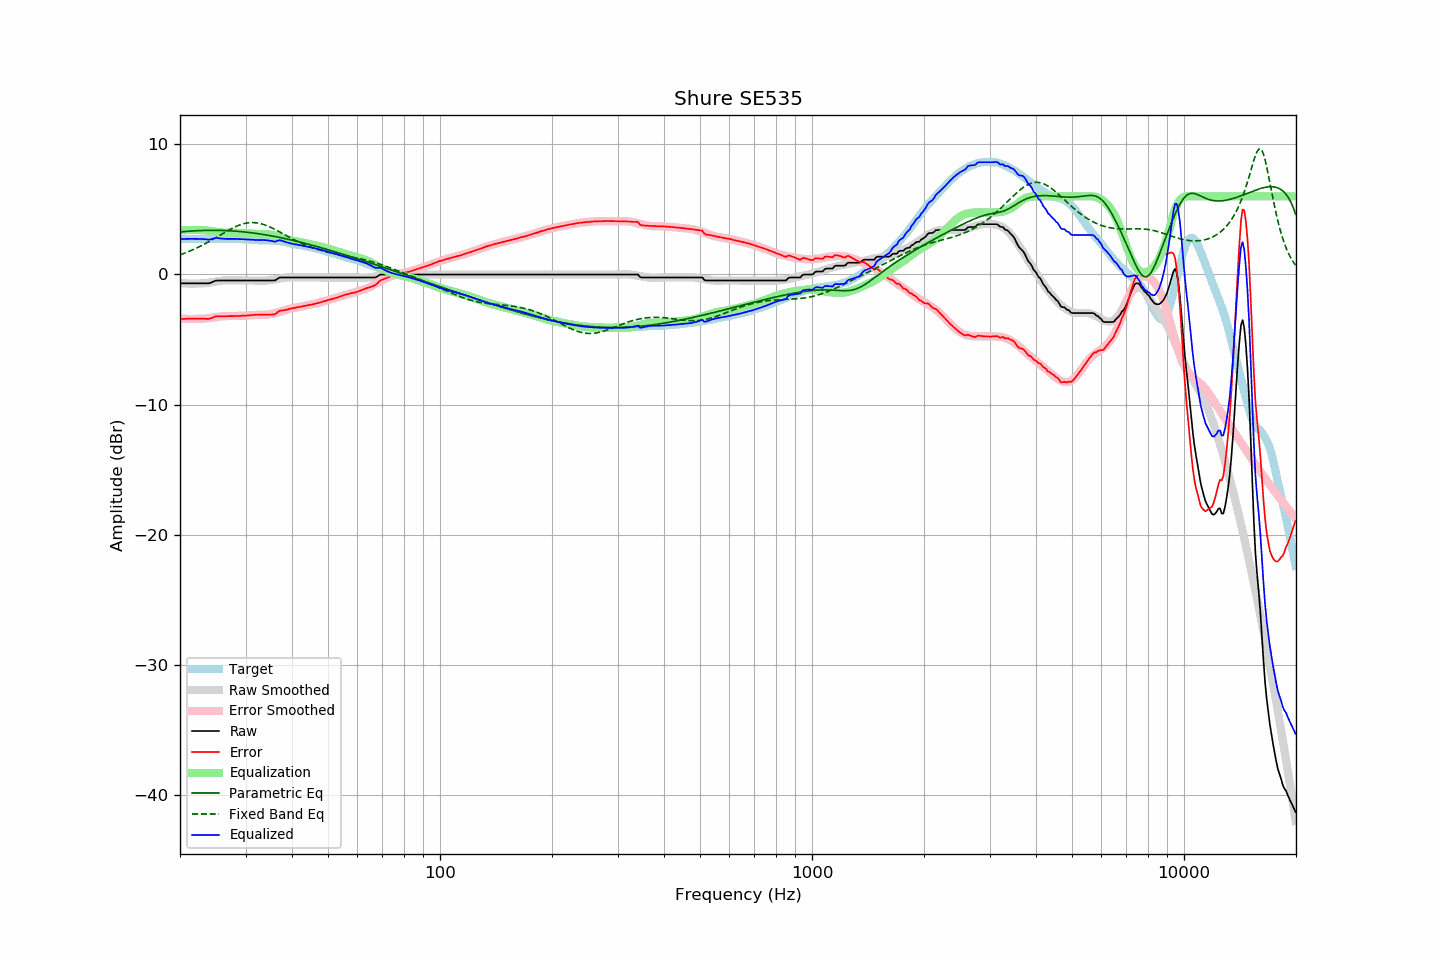 Shure SE535
Amplitude (dBr)
10
0
−10
−20
−30
−40
Target
Raw Smoothed
Error Smoothed
Raw
Error
Equalization
Parametric Eq
Fixed Band Eq
Equalized
100
1000
10000
Frequency (Hz)